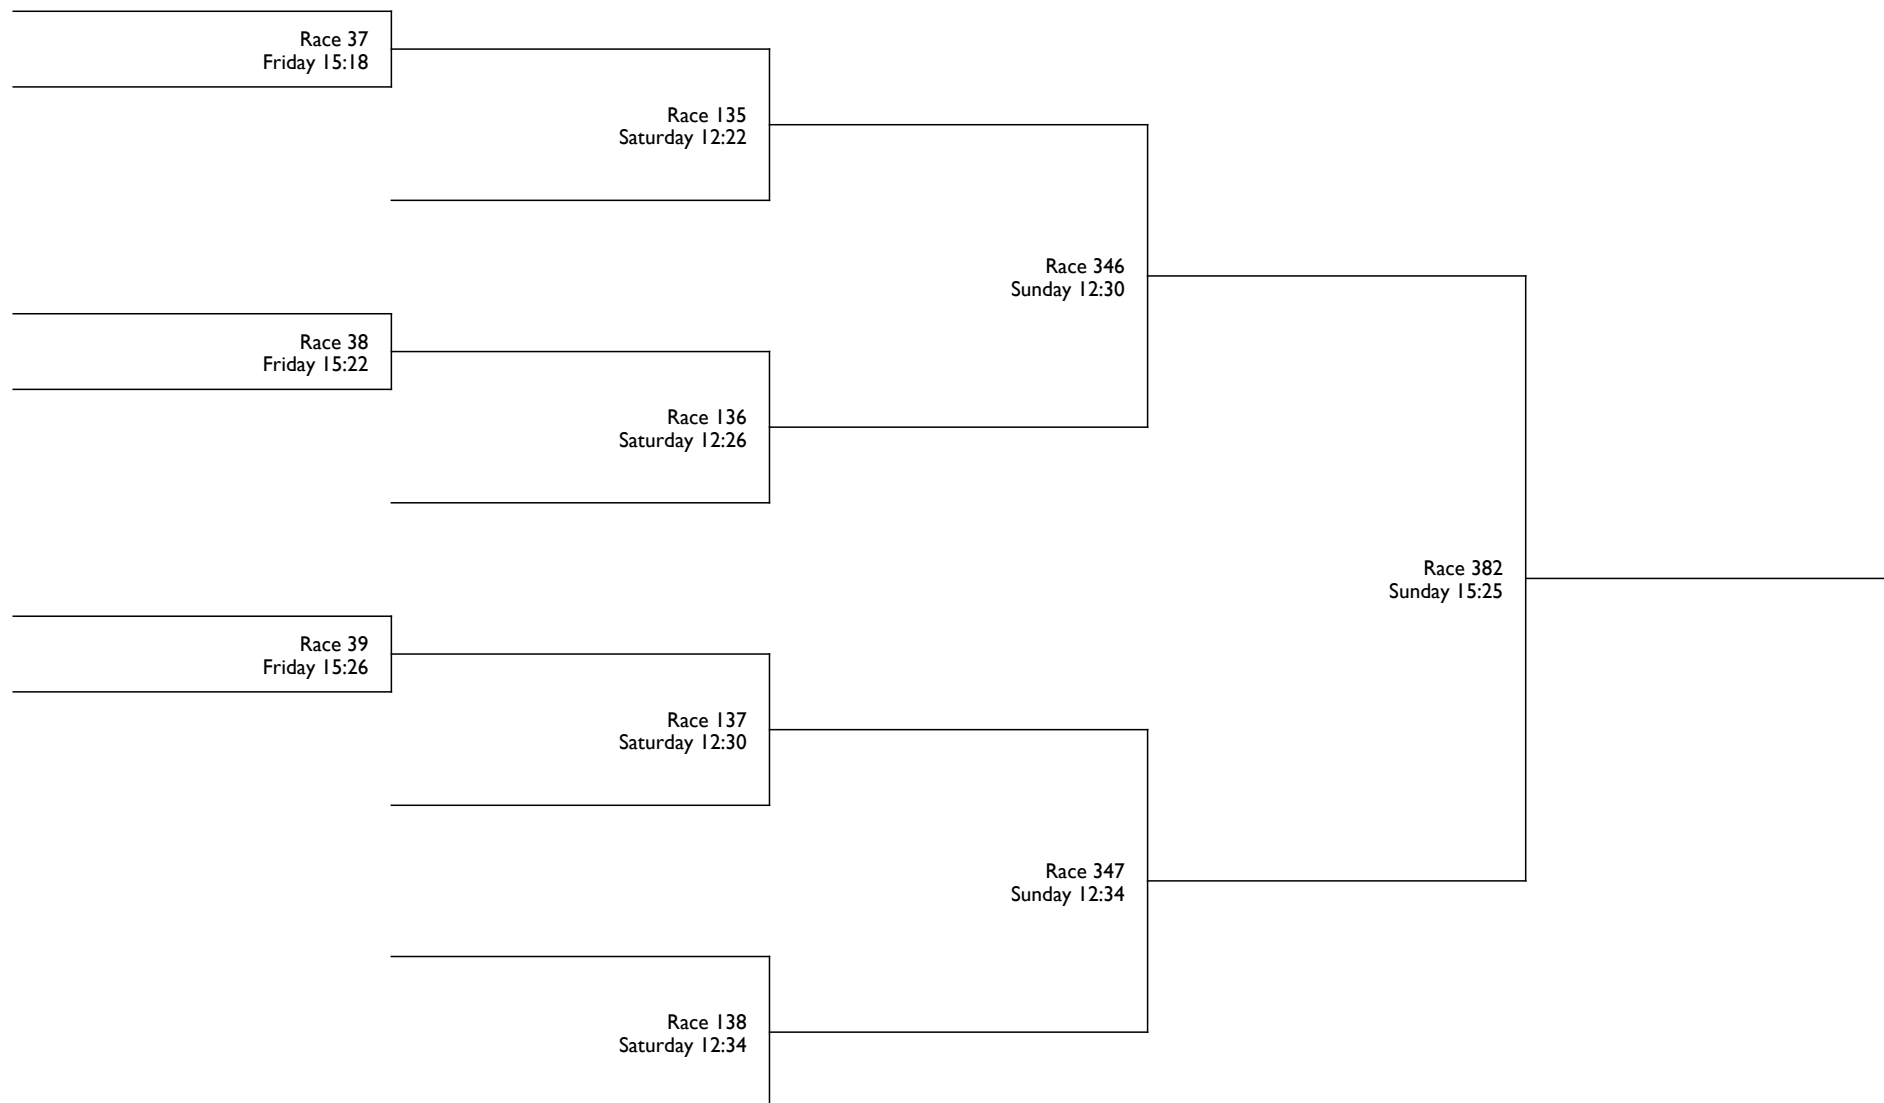 Race 37
Friday 15:18
Race 135
Saturday 12:22
Race 346
Sunday 12:30
Race 38
Friday 15:22
Race 136
Saturday 12:26
Race 382
Sunday 15:25
Race 39
Friday 15:26
Race 137
Saturday 12:30
Race 347
Sunday 12:34
Race 138
Saturday 12:34